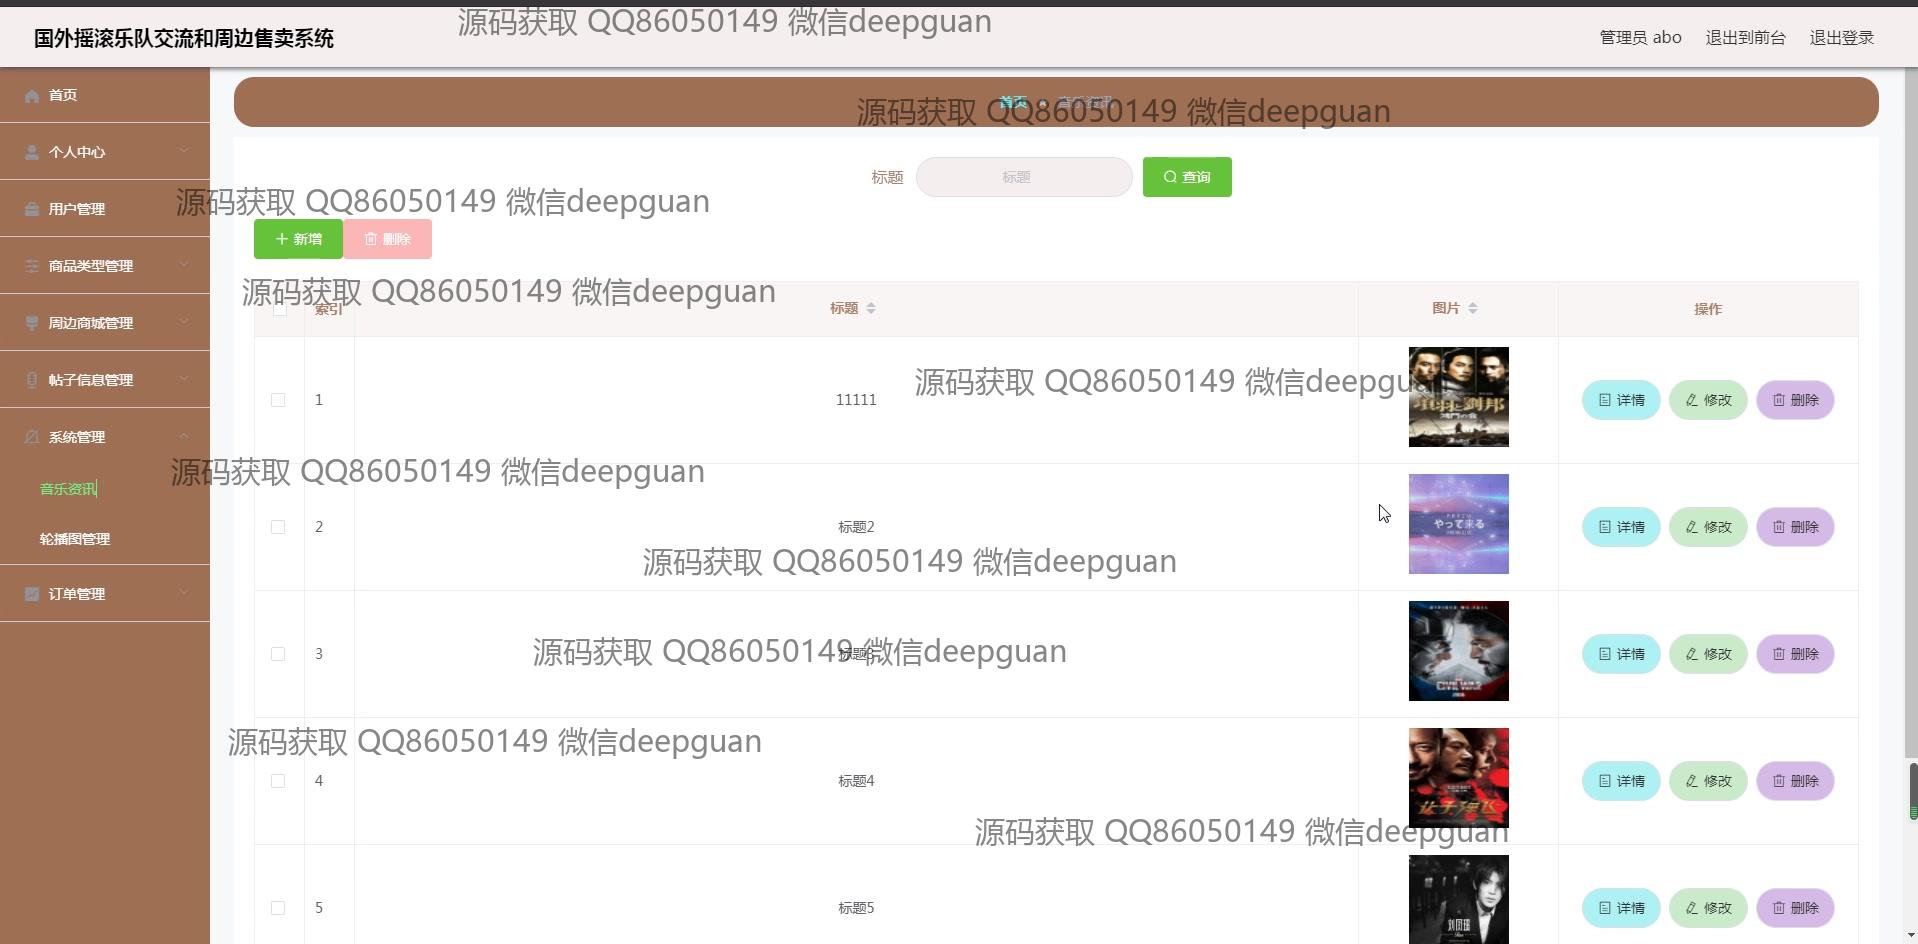 国外摇滚乐队交流和周边售卖系统
源码获取 QQ86050149 微信deepguan
管理员 abo 退出到前台 退出登录
首页
个人中心
用户管理
商品类型管理
周边商城管理
帖子信息管理
系统管理
音乐资讯
轮播图管理
订单管理
首页 音乐资讯
源码获取 QQ86050149 微信deepguan
标题 标题 查询
源码获取 QQ86050149 微信deepguan
新增 删除
源码获取 QQ86050149 微信deepguan
索引 标题 图片 操作
源码获取 QQ86050149 微信deepgu
1 11111 详情 修改 删除
源码获取 QQ86050149 微信deepguan
2 标题2 やって来る 详情 修改 删除
源码获取 QQ86050149 微信deepguan
源码获取 QQ86050149 微信deepguan
3 标题3 详情 修改 删除
源码获取 QQ86050149 微信deepguan
4 标题4 让子弹飞 详情 修改 删除
源码获取 QQ86050149 微信deepguan
5 标题5 详情 修改 删除